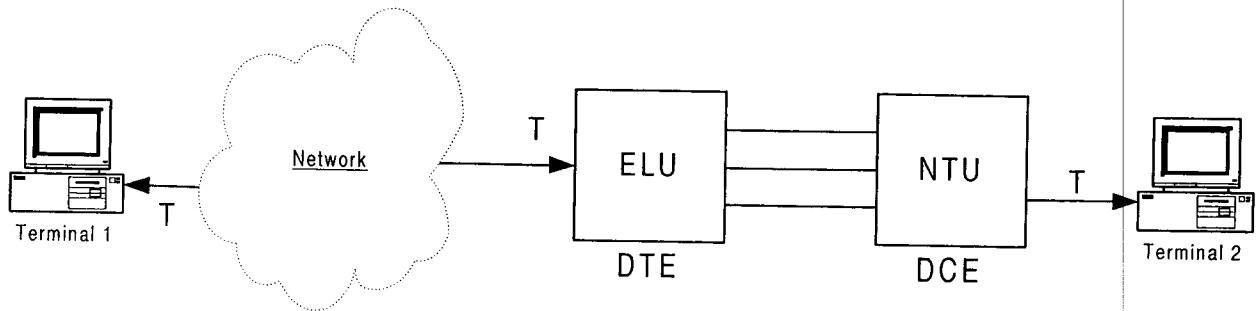 Network
T
ELU
NTU
T
T
Terminal 1
Terminal 2
DTE
DCE